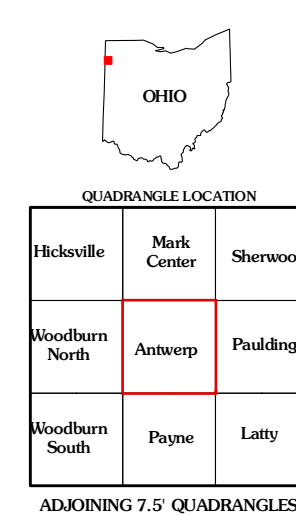 OHIO
QUADRANGLE LOCATION
Hicksville
Mark
Center
Sherwoo
Woodburn
North
Antwerp
Paulding
Woodburn
South
Payne
Latty
ADJOINING 7.5' QUADRANGLES